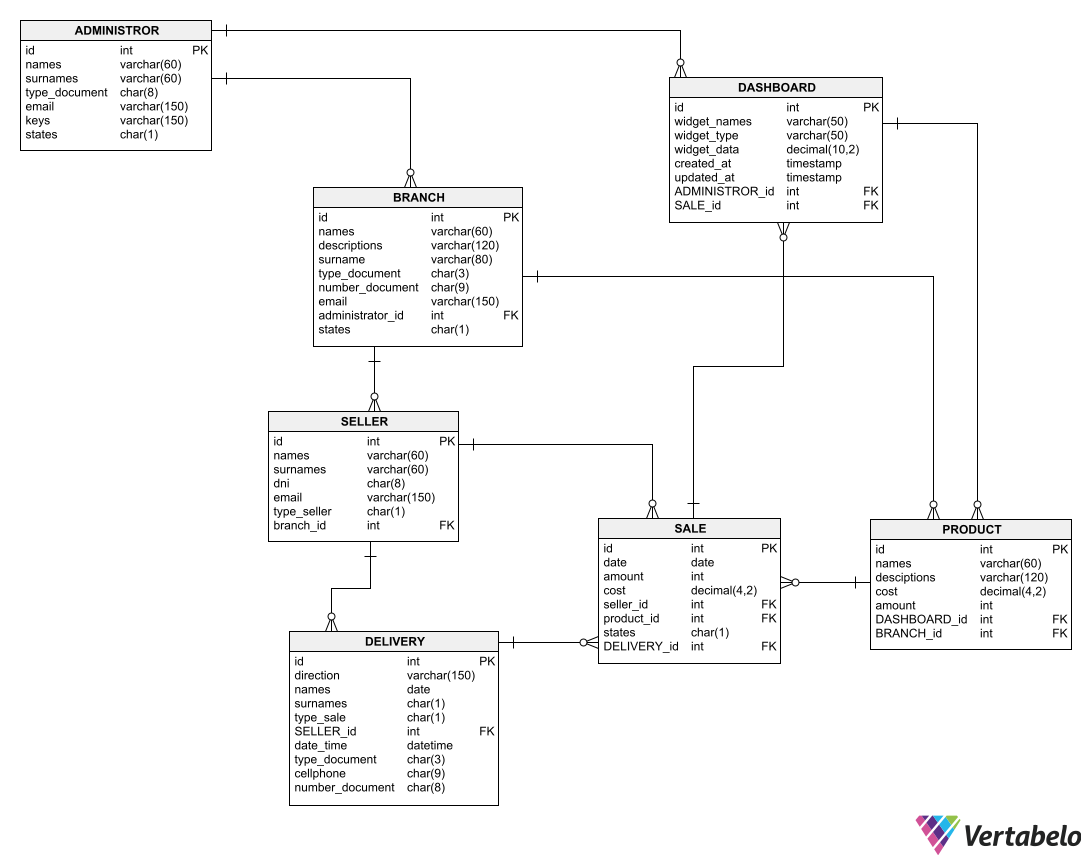 ADMINISTROR
id int PK
names varchar(60)
surnames varchar(60)
type_document char(8)
email varchar(150)
keys varchar(150)
states char(1)
DASHBOARD
id int PK
widget_names varchar(50)
widget_type varchar(50)
widget_data decimal(10,2)
created_at timestamp
updated_at timestamp
ADMINISTROR_id int FK
SALE_id int FK
BRANCH
id int PK
names varchar(60)
descriptions varchar(120)
surname varchar(80)
type_document char(3)
number_document char(9)
email varchar(150)
administrator_id int FK
states char(1)
SELLER
id int PK
names varchar(60)
surnames varchar(60)
dni char(8)
email varchar(150)
type_seller char(1)
branch_id int FK
SALE
id int PK
date date
amount int
cost decimal(4,2)
seller_id int FK
product_id int FK
states char(1)
DELIVERY_id int FK
PRODUCT
id int PK
names varchar(60)
desciptions varchar(120)
cost decimal(4,2)
amount int
DASHBOARD_id int FK
BRANCH_id int FK
DELIVERY
id int PK
direction varchar(150)
names date
surnames char(1)
type_sale char(1)
SELLER_id int FK
date_time datetime
type_document char(3)
cellphone char(9)
number_document char(8)
Vertabelo